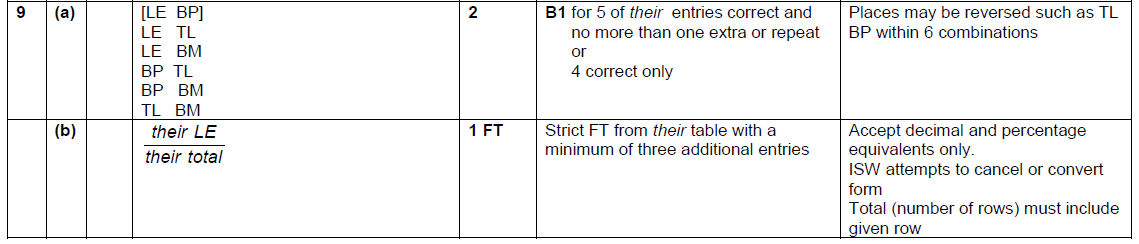 9 (a) [LE BP] 2 B1 for 5 of their entries correct and Places may be reversed such as TL
LE TL no more than one extra or repeat BP within 6 combinations
LE BM or
BP TL 4 correct only
BP BM
TL BM
(b) their LE 1 FT Strict FT from their table with a Accept decimal and percentage
their total minimum of three additional entries equivalents only.
ISW attempts to cancel or convert
form
Total (number of rows) must include
given row